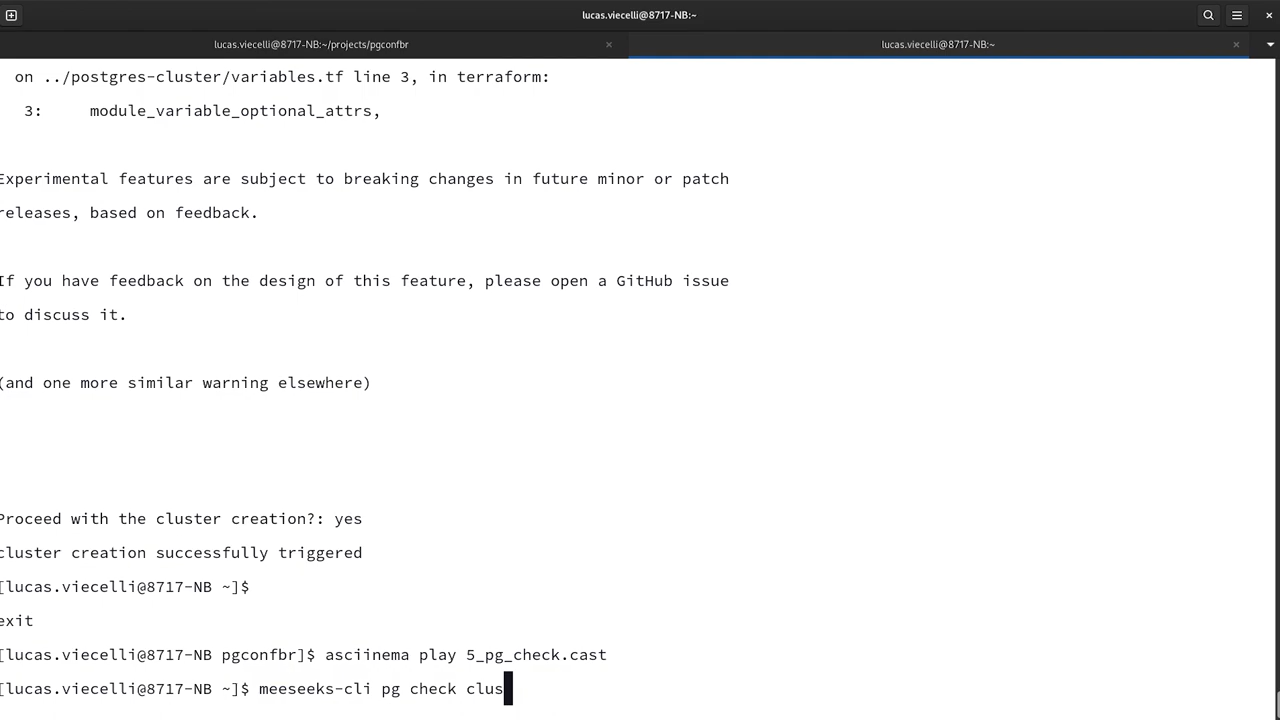 lucas.viecelli@8717-NB:~
lucas.viecelli@8717-NB:~/projects/pgconfbr
lucas.viecelli@8717-NB:~
on ../postgres-cluster/variables.tf line 3, in terraform:
3:     module_variable_optional_attrs,
Experimental features are subject to breaking changes in future minor or patch
releases, based on feedback.
If you have feedback on the design of this feature, please open a GitHub issue
to discuss it.
(and one more similar warning elsewhere)
Proceed with the cluster creation?: yes
cluster creation successfully triggered
[lucas.viecelli@8717-NB ~]$
exit
[lucas.viecelli@8717-NB pgconfbr]$ asciinema play 5_pg_check.cast
[lucas.viecelli@8717-NB ~]$ meeseeks-cli pg check clus